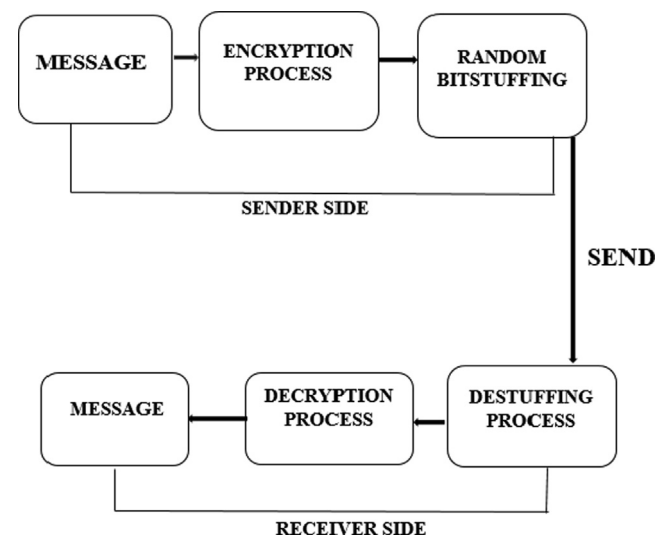 MESSAGE
ENCRYPTION
PROCESS
RANDOM
BITSTUFFING
SENDER SIDE
SEND
MESSAGE
DECRYPTION
PROCESS
DESTUFFING
PROCESS
RECEIVER SIDE